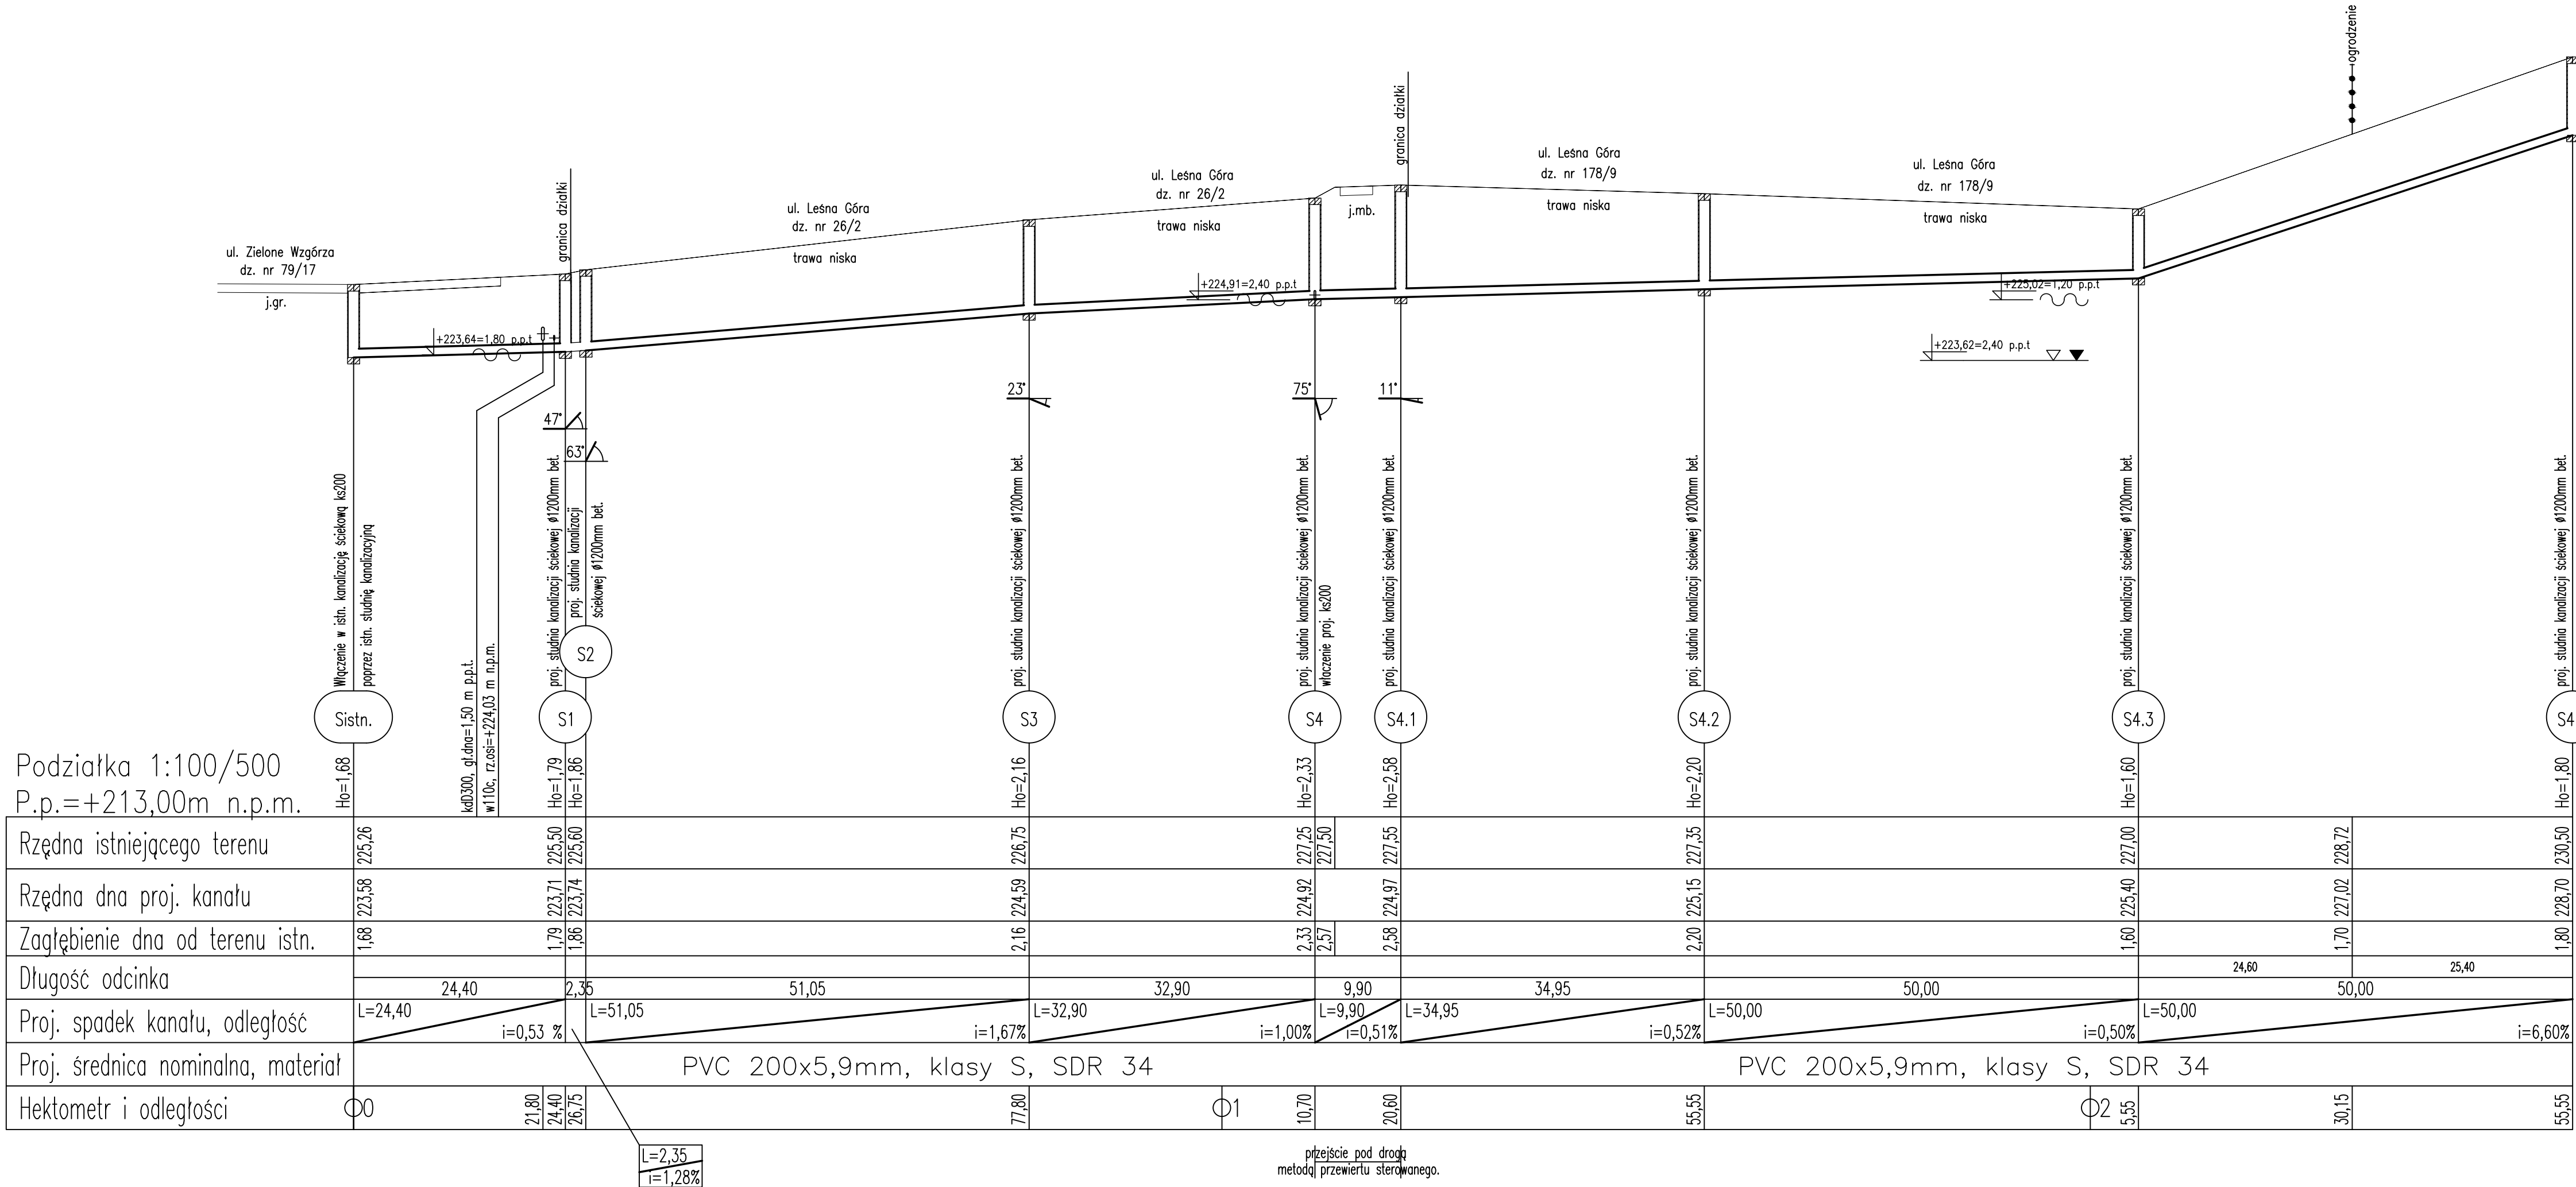 ogrodzenie
granica działki
ul. Leśna Góra
dz. nr 178/9
trawa niska
ul. Leśna Góra
dz. nr 178/9
trawa niska
ul. Leśna Góra
dz. nr 26/2
trawa niska
j.mb.
granica działki
ul. Leśna Góra
dz. nr 26/2
trawa niska
ul. Zielone Wzgórza
dz. nr 79/17
j.gr.
+223,64=1,80 p.p.t
+224,91=2,40 p.p.t
+225,02=1,20 p.p.t
+223,62=2,40 p.p.t
47°
63°
23°
75°
11°
Włączenie w istn. kanalizację ściekową ks200
poprzez istn. studnię kanalizacyjną
kdD300, gł.dna=1,50 m p.p.t.
w110c, rz.osi=+224,03 m n.p.m.
proj. studnia kanalizacji ściekowej ø1200mm bet.
proj. studnia kanalizacji
ściekowej ø1200mm bet.
proj. studnia kanalizacji ściekowej ø1200mm bet.
proj. studnia kanalizacji ściekowej ø1200mm bet.
właczenie proj. ks200
proj. studnia kanalizacji ściekowej ø1200mm bet.
proj. studnia kanalizacji ściekowej ø1200mm bet.
proj. studnia kanalizacji ściekowej ø1200mm bet.
proj. studnia kanalizacji ściekowej ø1200mm bet.
Sistn. S1 S2 S3 S4 S4.1 S4.2 S4.3 S4
Podziałka 1:100/500
P.p.=+213,00m n.p.m.
Ho=1,68 Ho=1,79 Ho=1,86 Ho=2,16 Ho=2,33 Ho=2,58 Ho=2,20 Ho=1,60 Ho=1,80
Rzędna istniejącego terenu 225,26 225,50 225,60 226,75 227,25 227,50 227,55 227,35 227,00 228,72 230,50
Rzędna dna proj. kanału 223,58 223,71 223,74 224,59 224,92 224,97 225,15 225,40 227,02 228,70
Zagłębienie dna od terenu istn. 1,68 1,79 1,86 2,16 2,33 2,57 2,58 2,20 1,60 1,70 1,80
24,60 25,40
Długość odcinka 24,40 2,35 51,05 32,90 9,90 34,95 50,00 50,00
L=24,40 L=51,05 L=32,90 L=9,90 L=34,95 L=50,00 L=50,00
Proj. spadek kanału, odległość
i=0,53 % i=1,67% i=1,00% i=0,51% i=0,52% i=0,50% i=6,60%
Proj. średnica nominalna, materiał PVC 200x5,9mm, klasy S, SDR 34 PVC 200x5,9mm, klasy S, SDR 34
Hektometr i odległości 0 21,80 24,40 26,75 77,80 1 10,70 20,60 55,55 2 5,55 30,15 55,55
L=2,35
i=1,28%
przejście pod drogą
metodą przewiertu sterowanego.